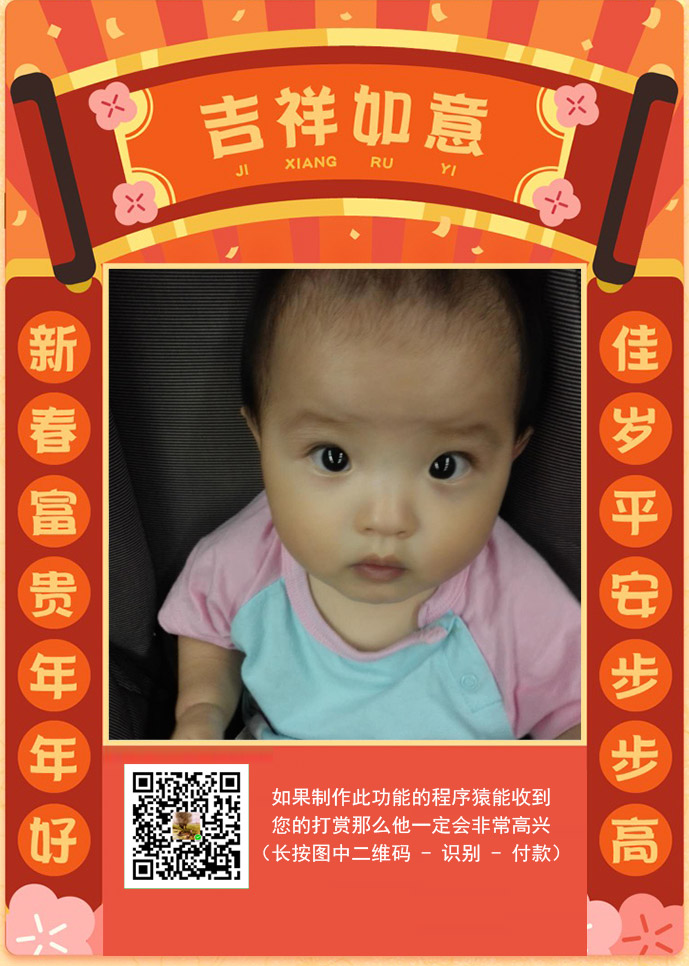 吉祥如意
JI XIANG RU YI
新春富贵年年好
佳岁平安步步高
如果制作此功能的程序猿能收到
您的打赏那么他一定会非常高兴
（长按图中二维码 - 识别 - 付款）